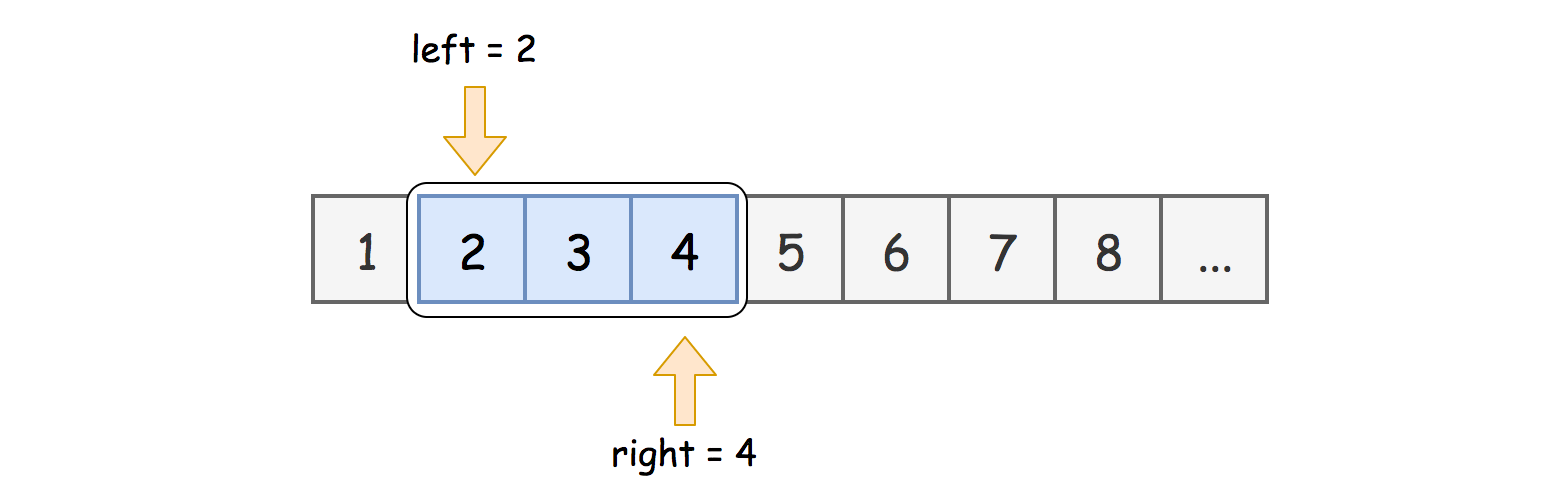 left = 2
1 2 3 4 5 6 7 8 ...
right = 4